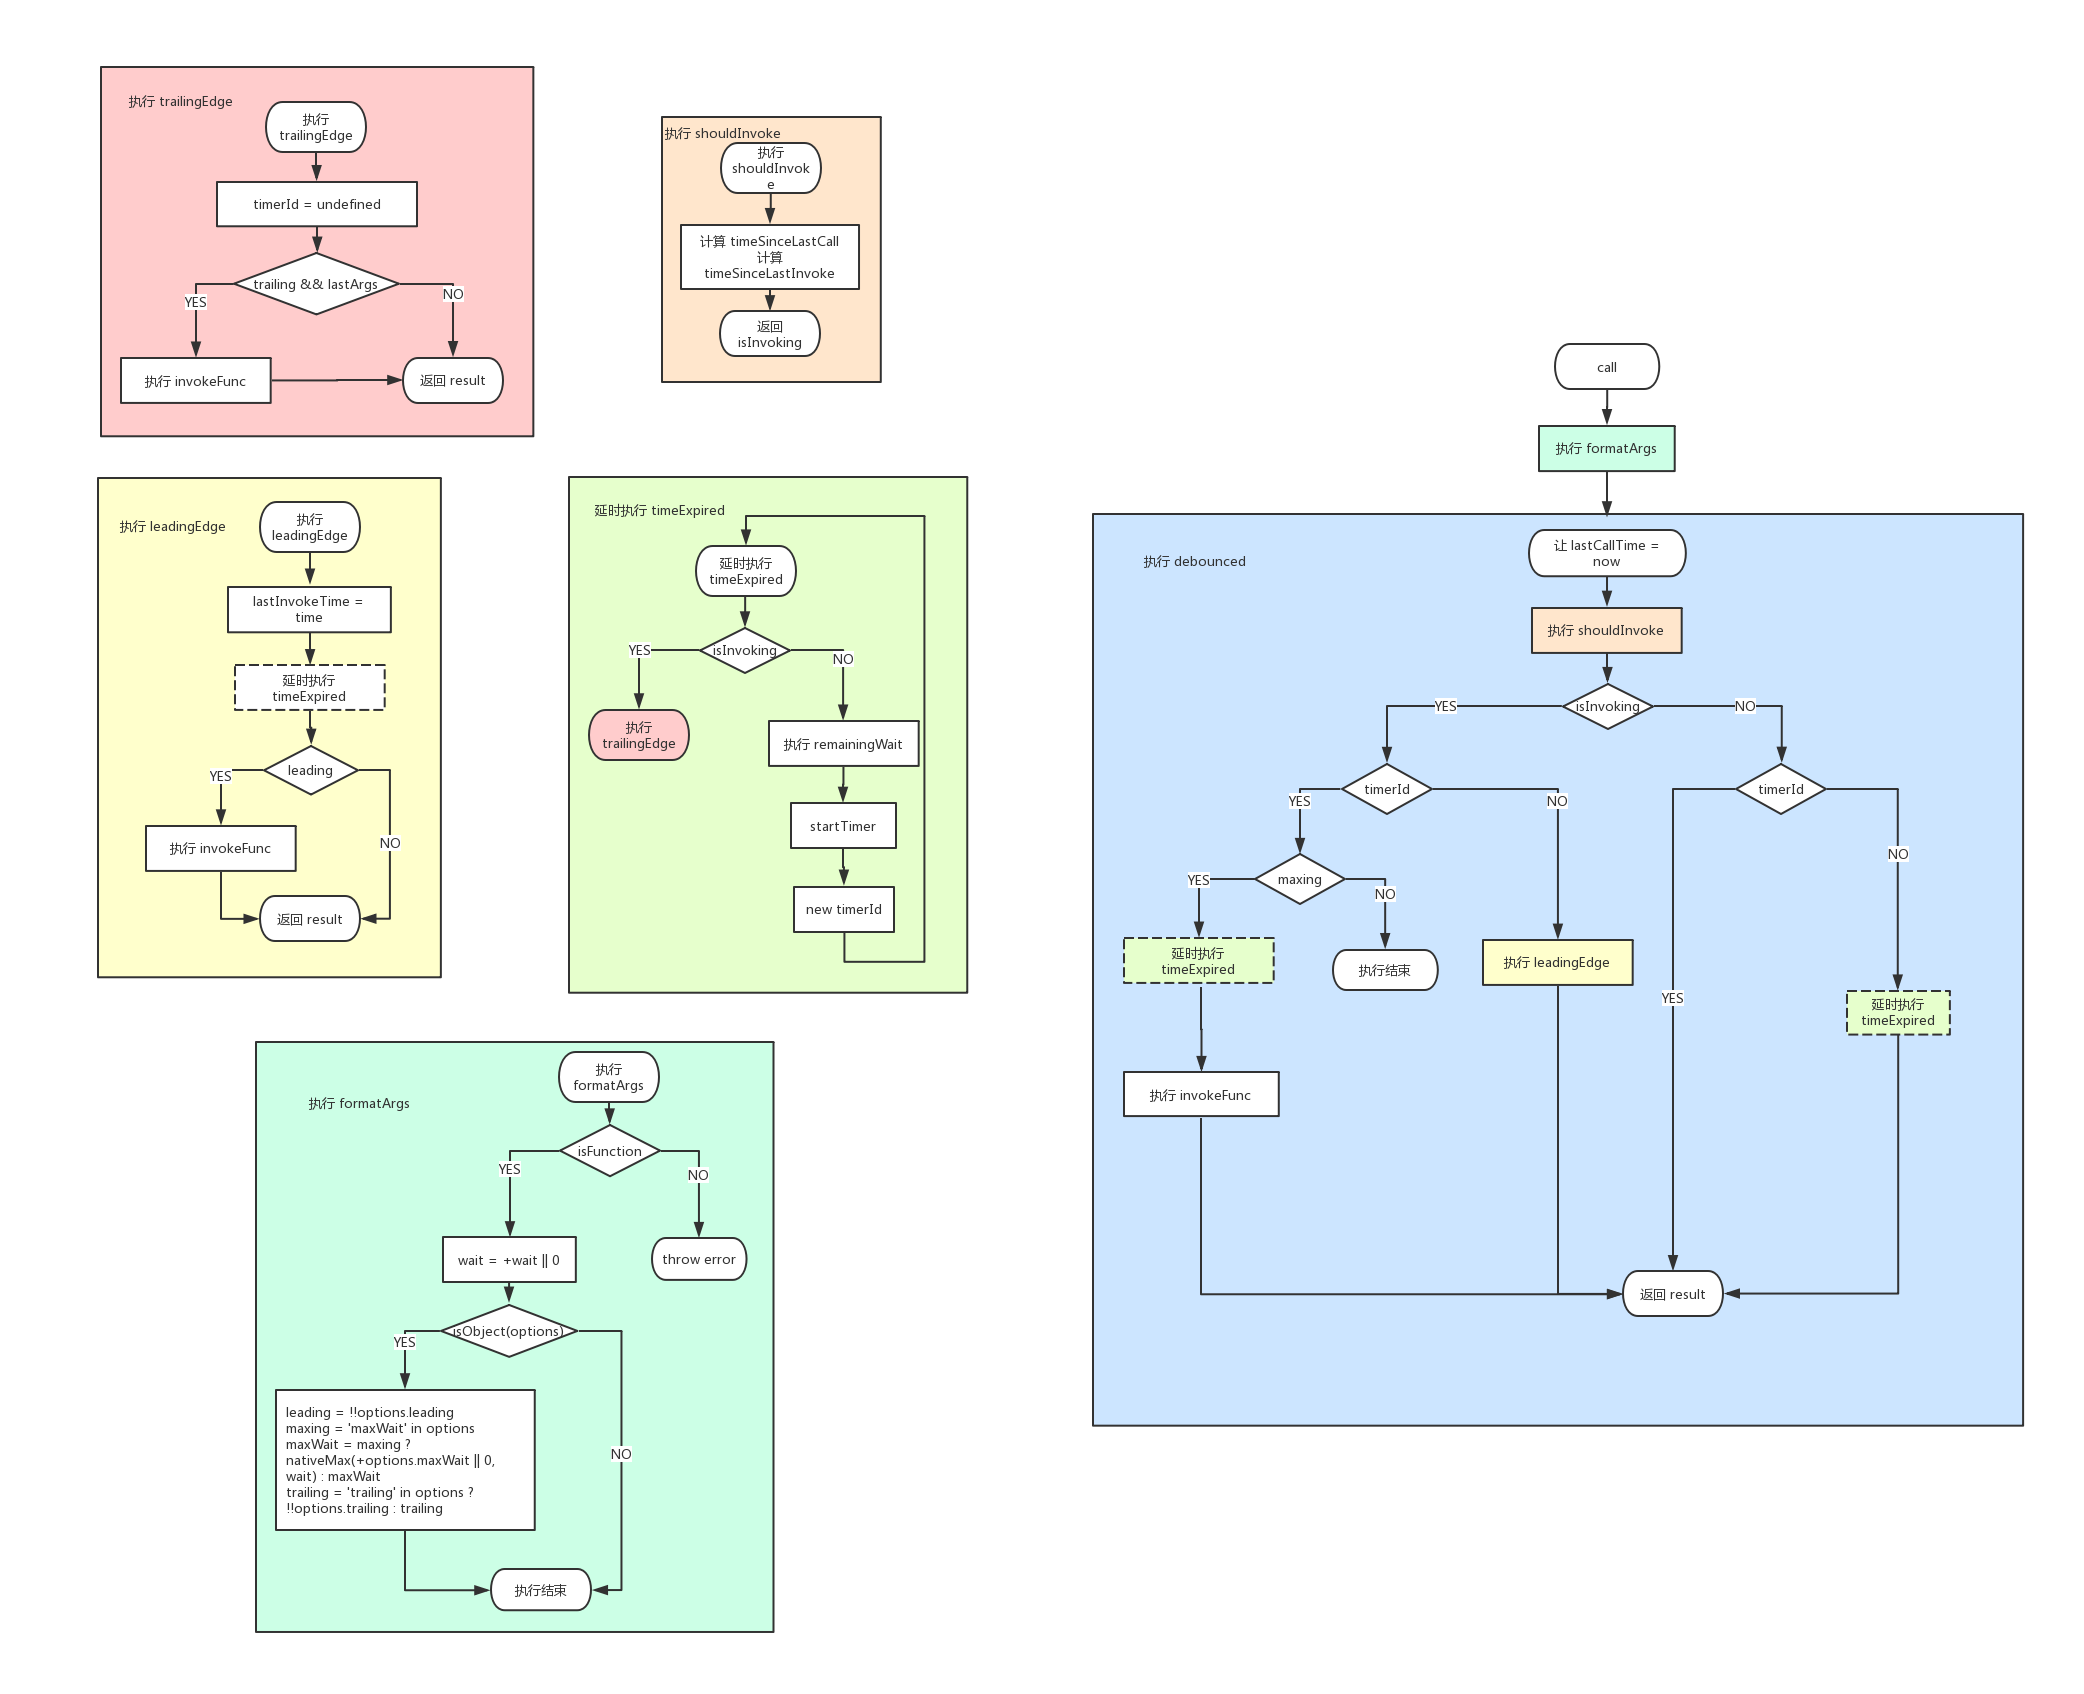 执行 trailingEdge
执行
trailingEdge
timerId = undefined
trailing && lastArgs
YES
NO
执行 invokeFunc
返回 result
执行 shouldInvoke
执行
shouldInvok
e
计算 timeSinceLastCall
计算
timeSinceLastInvoke
返回
isInvoking
执行 leadingEdge
执行
leadingEdge
lastInvokeTime =
time
延时执行
timeExpired
leading
YES
NO
执行 invokeFunc
返回 result
延时执行 timeExpired
延时执行
timeExpired
isInvoking
YES
NO
执行
trailingEdge
执行 remainingWait
startTimer
new timerId
执行 formatArgs
执行
formatArgs
isFunction
YES
NO
wait = +wait || 0
throw error
isObject(options)
YES
NO
leading = !!options.leading
maxing = 'maxWait' in options
maxWait = maxing ?
nativeMax(+options.maxWait || 0,
wait) : maxWait
trailing = 'trailing' in options ?
!!options.trailing : trailing
执行结束
call
执行 formatArgs
执行 debounced
让 lastCallTime =
now
执行 shouldInvoke
isInvoking
YES
NO
timerId
timerId
YES
NO
NO
maxing
YES
NO
延时执行
timeExpired
执行结束
执行 leadingEdge
YES
延时执行
timeExpired
执行 invokeFunc
返回 result